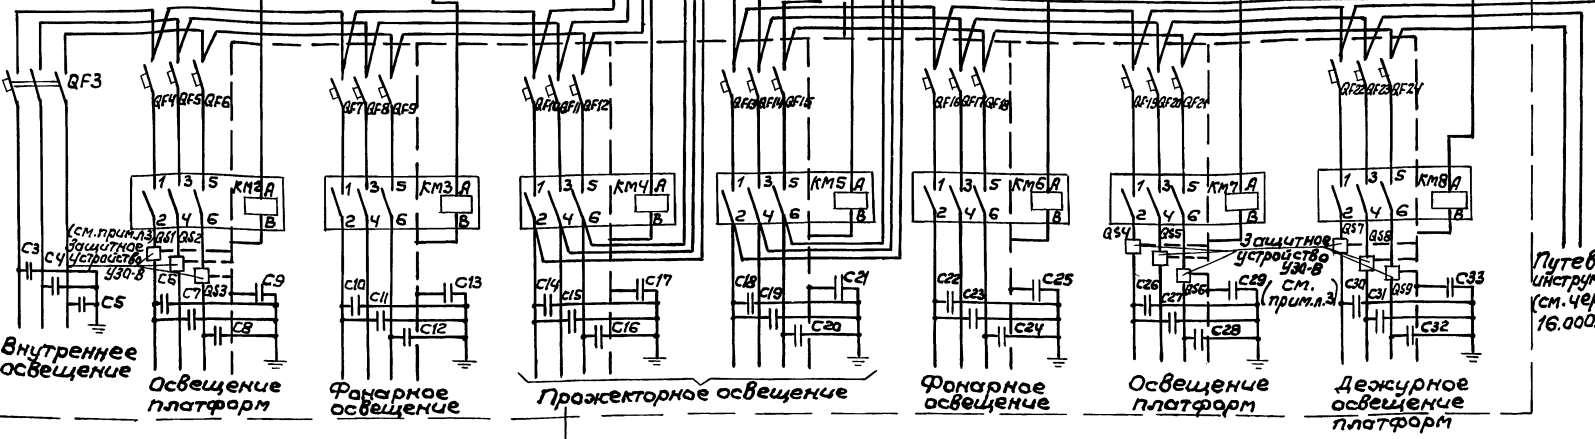 QF3
QF4 QF5 QF6
QF7 QF8 QF9
QF10 QF11 QF12
QF13 QF14 QF15
QF16 QF17 QF18
QF19 QF20 QF21
QF22 QF23 QF24
1 3 5 KM2 A
2 4 6 B
1 3 5 KM3 A
2 4 6 B
1 3 5 KM4 A
2 4 6 B
1 3 5 KM5 A
2 4 6 B
1 3 5 KM6 A
2 4 6 B
1 3 5 KM7 A
2 4 6 B
1 3 5 KM8 A
2 4 6 B
(см.прим.п3)
Защитное
устройство
УЗО-В
QS1 QS2
QS3
QS4 QS5
QS6
QS7
QS8
QS9
Защитное
устройство
УЗО-В
(см.
прим.п.3)
C3
C4
C5
C6
C7
C8
C9
C10
C11
C12
C13
C14
C15
C16
C17
C18
C19
C20
C21
C22
C23
C24
C25
C26
C27
C28
C29
C30
C31
C32
C33
Внутреннее
освещение
Освещение
платформ
Фонарное
освещение
Прожекторное освещение
Фонарное
освещение
Освещение
платформ
Дежурное
освещение
платформ
Путев
инструм
(см.чер
16.000